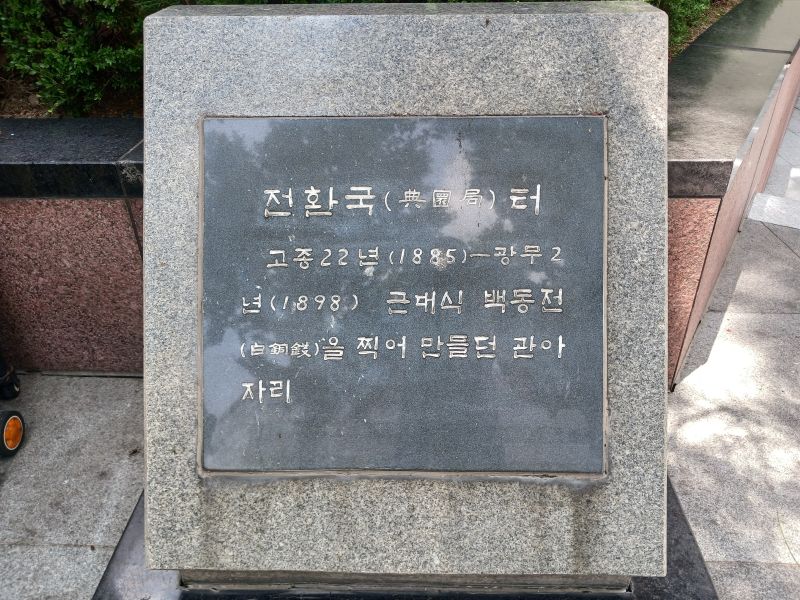 전환국(典圜局) 터
고종22년(1885)-광무2
년(1898) 근대식 백동전
(白銅錢)을 찍어 만들던 관아
자리